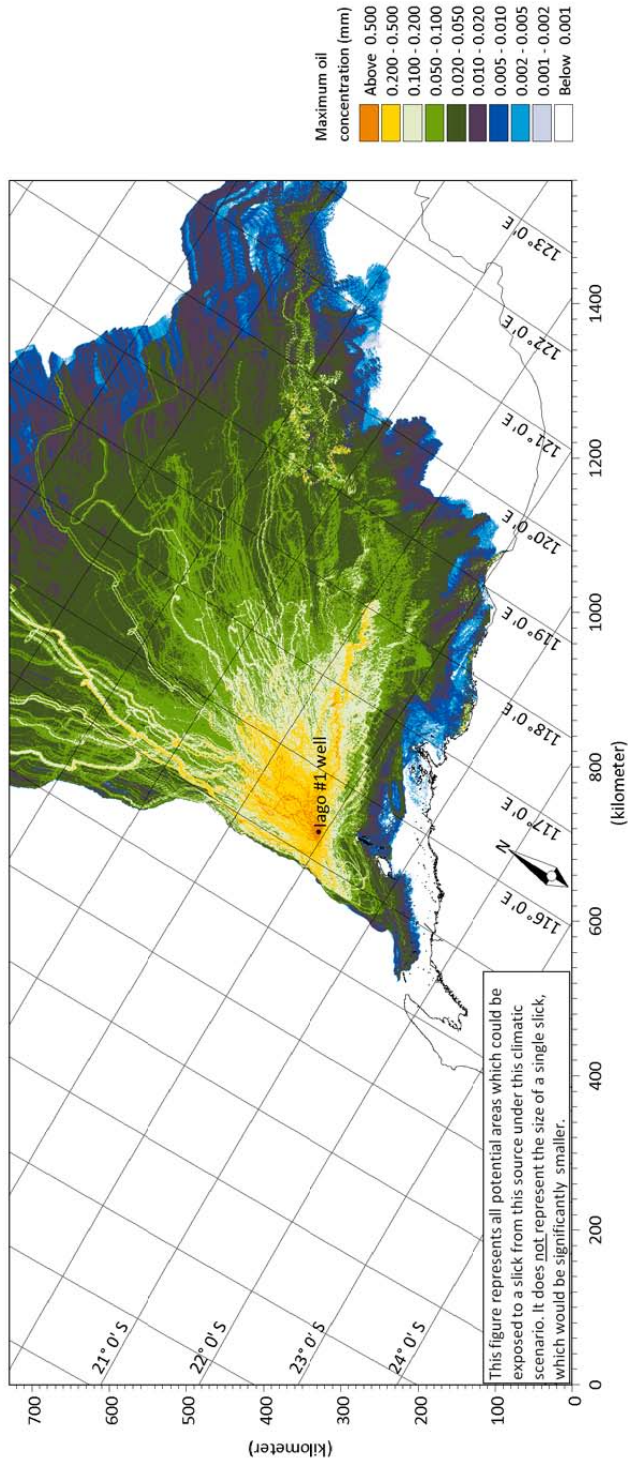 Maximum oil
concentration (mm)
Above 0.500
0.200 - 0.500
0.100 - 0.200
0.050 - 0.100
0.020 - 0.050
0.010 - 0.020
0.005 - 0.010
0.002 - 0.005
0.001 - 0.002
Below 0.001
700
600
500
400
300
200
100
0
(kilometer)
21° 0' S
22° 0' S
23° 0' S
24° 0' S
Iago #1 well
N
116° 0' E
117° 0' E
118° 0' E
119° 0' E
120° 0' E
121° 0' E
122° 0' E
123° 0' E
This figure represents all potential areas which could be
exposed to a slick from this source under this climatic
scenario. It does not represent the size of a single slick,
which would be significantly smaller.
0
200
400
600
800
1000
1200
1400
(kilometer)